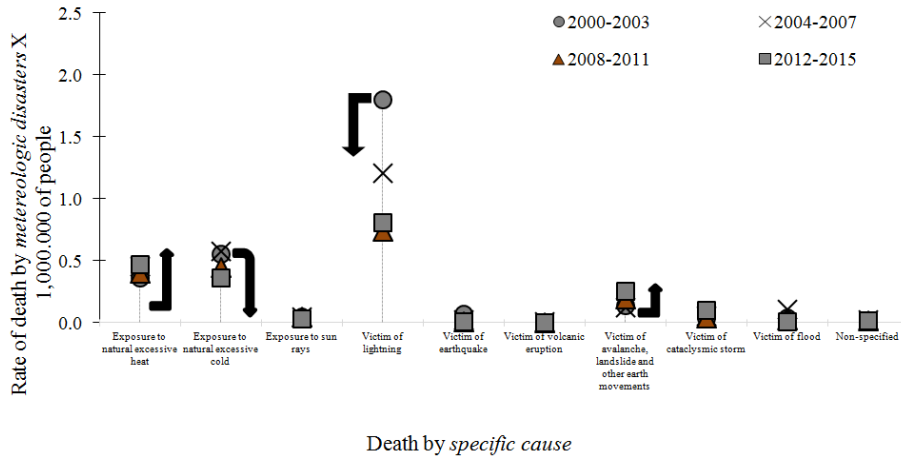 Rate of death by metereologic disasters X
1,000.000 of people
2.5
2.0
1.5
1.0
0.5
0.0
2000-2003
2004-2007
2008-2011
2012-2015
Exposure to
natural excessive
heat
Exposure to
natural excessive
cold
Exposure to sun
rays
Victim of
lightning
Victim of
earthquake
Victim of volcanic
eruption
Victim of
avalanche,
landslide and
other earth
movements
Victim of
cataclysmic storm
Victim of flood
Non-specified
Death by specific cause